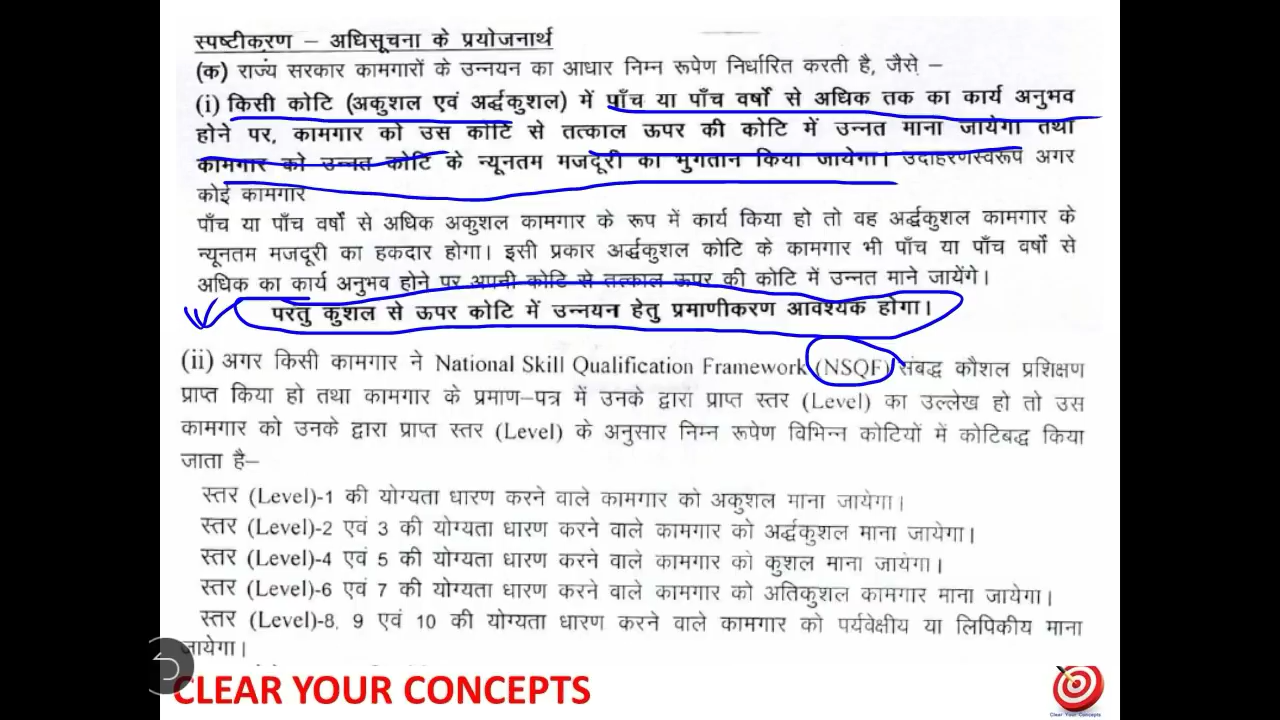 स्पष्टीकरण – अधिसूचना के प्रयोजनार्थ
(क) राज्य सरकार कामगारों के उन्नयन का आधार निम्न रूपेण निर्धारित करती है, जैसे –
(i) किसी कोटि (अकुशल एवं अर्द्धकुशल) में पाँच या पाँच वर्षों से अधिक तक का कार्य अनुभव
होने पर, कामगार को उस कोटि से तत्काल ऊपर की कोटि में उन्नत माना जायेगा तथा
कामगार को उन्नत कोटि के न्यूनतम मजदूरी का भुगतान किया जायेगा। उदाहरणस्वरूप अगर
कोई कामगार
पाँच या पाँच वर्षों से अधिक अकुशल कामगार के रूप में कार्य किया हो तो वह अर्द्धकुशल कामगार के
न्यूनतम मजदूरी का हकदार होगा। इसी प्रकार अर्द्धकुशल कोटि के कामगार भी पाँच या पाँच वर्षों से
अधिक का कार्य अनुभव होने पर अपनी कोटि से तत्काल ऊपर की कोटि में उन्नत माने जायेंगे।
परंतु कुशल से ऊपर कोटि में उन्नयन हेतु प्रमाणीकरण आवश्यक होगा।
(ii) अगर किसी कामगार ने National Skill Qualification Framework (NSQF) संबद्ध कौशल प्रशिक्षण
प्राप्त किया हो तथा कामगार के प्रमाण–पत्र में उनके द्वारा प्राप्त स्तर (Level) का उल्लेख हो तो उस
कामगार को उनके द्वारा प्राप्त स्तर (Level) के अनुसार निम्न रूपेण विभिन्न कोटियों में कोटिबद्ध किया
जाता है–
स्तर (Level)-1 की योग्यता धारण करने वाले कामगार को अकुशल माना जायेगा।
स्तर (Level)-2 एवं 3 की योग्यता धारण करने वाले कामगार को अर्द्धकुशल माना जायेगा।
स्तर (Level)-4 एवं 5 की योग्यता धारण करने वाले कामगार को कुशल माना जायेगा।
स्तर (Level)-6 एवं 7 की योग्यता धारण करने वाले कामगार को अतिकुशल कामगार माना जायेगा।
स्तर (Level)-8, 9 एवं 10 की योग्यता धारण करने वाले कामगार को पर्यवेक्षीय या लिपिकीय माना
जायेगा।
CLEAR YOUR CONCEPTS
Clear Your Concepts